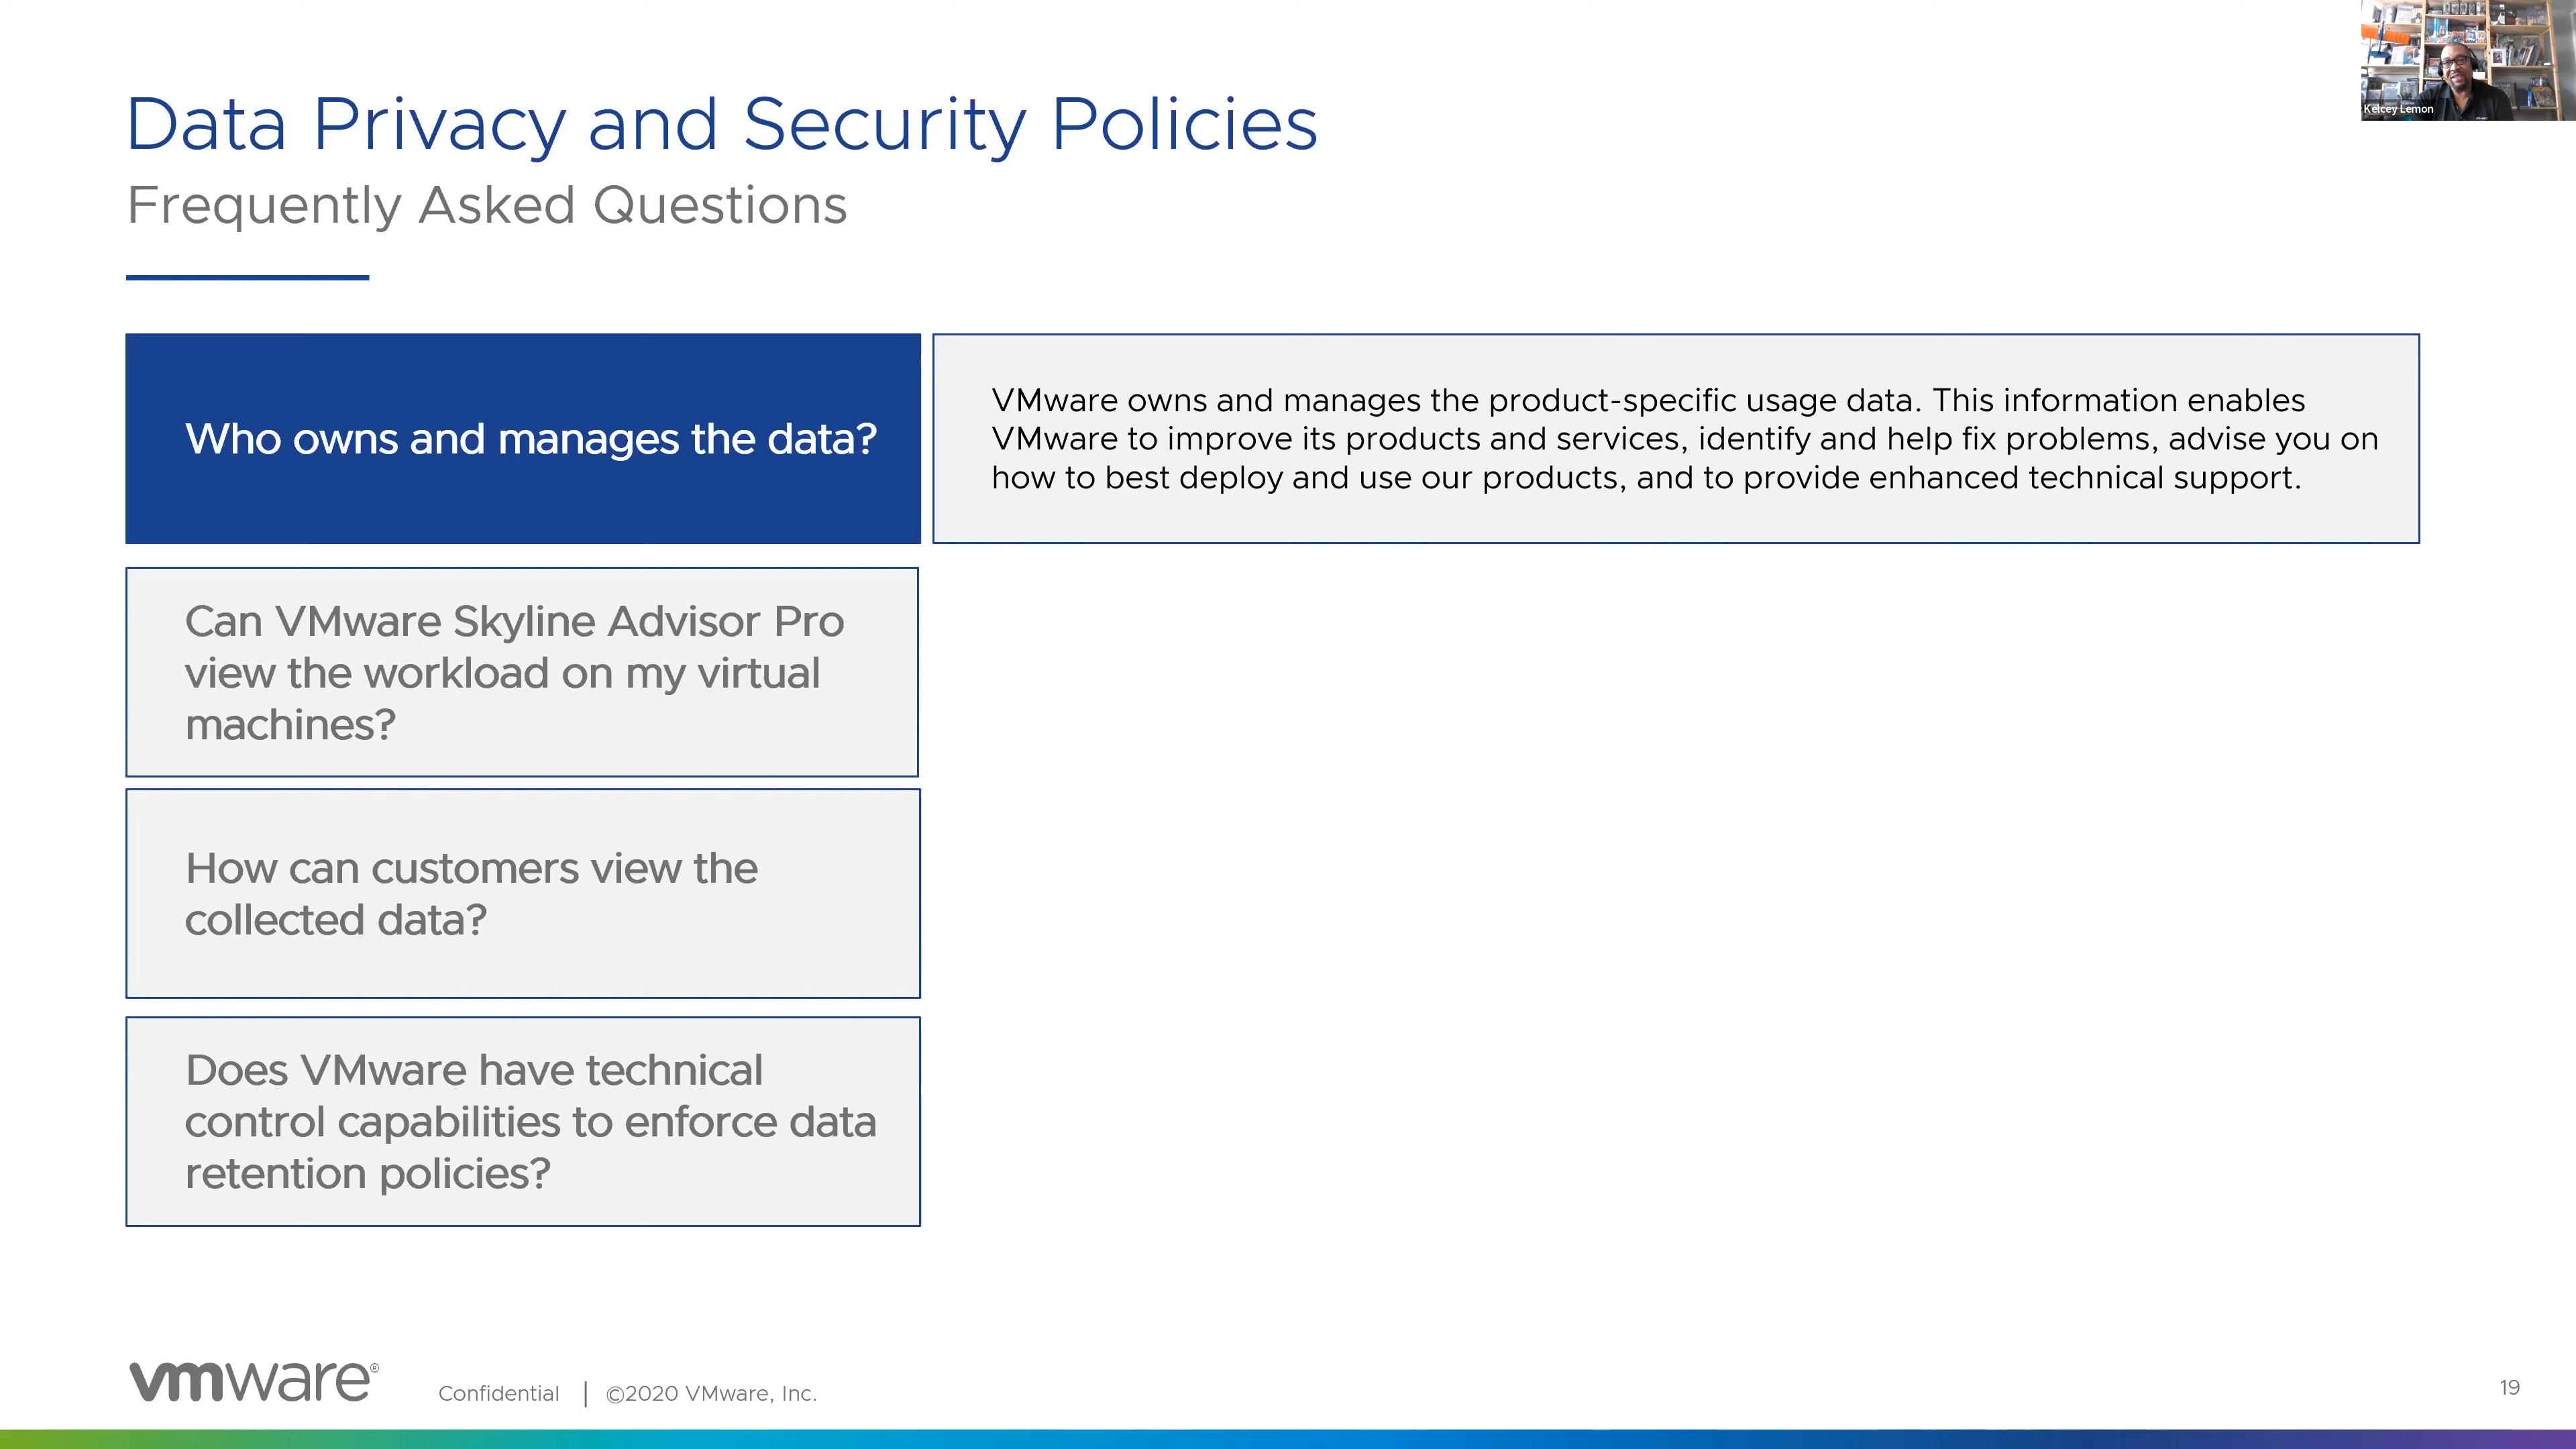 Data Privacy and Security Policies
Frequently Asked Questions
Kelcey Lemon
Who owns and manages the data?
VMware owns and manages the product-specific usage data. This information enables
VMware to improve its products and services, identify and help fix problems, advise you on
how to best deploy and use our products, and to provide enhanced technical support.
Can VMware Skyline Advisor Pro
view the workload on my virtual
machines?
How can customers view the
collected data?
Does VMware have technical
control capabilities to enforce data
retention policies?
vmware®
Confidential | ©2020 VMware, Inc.
19